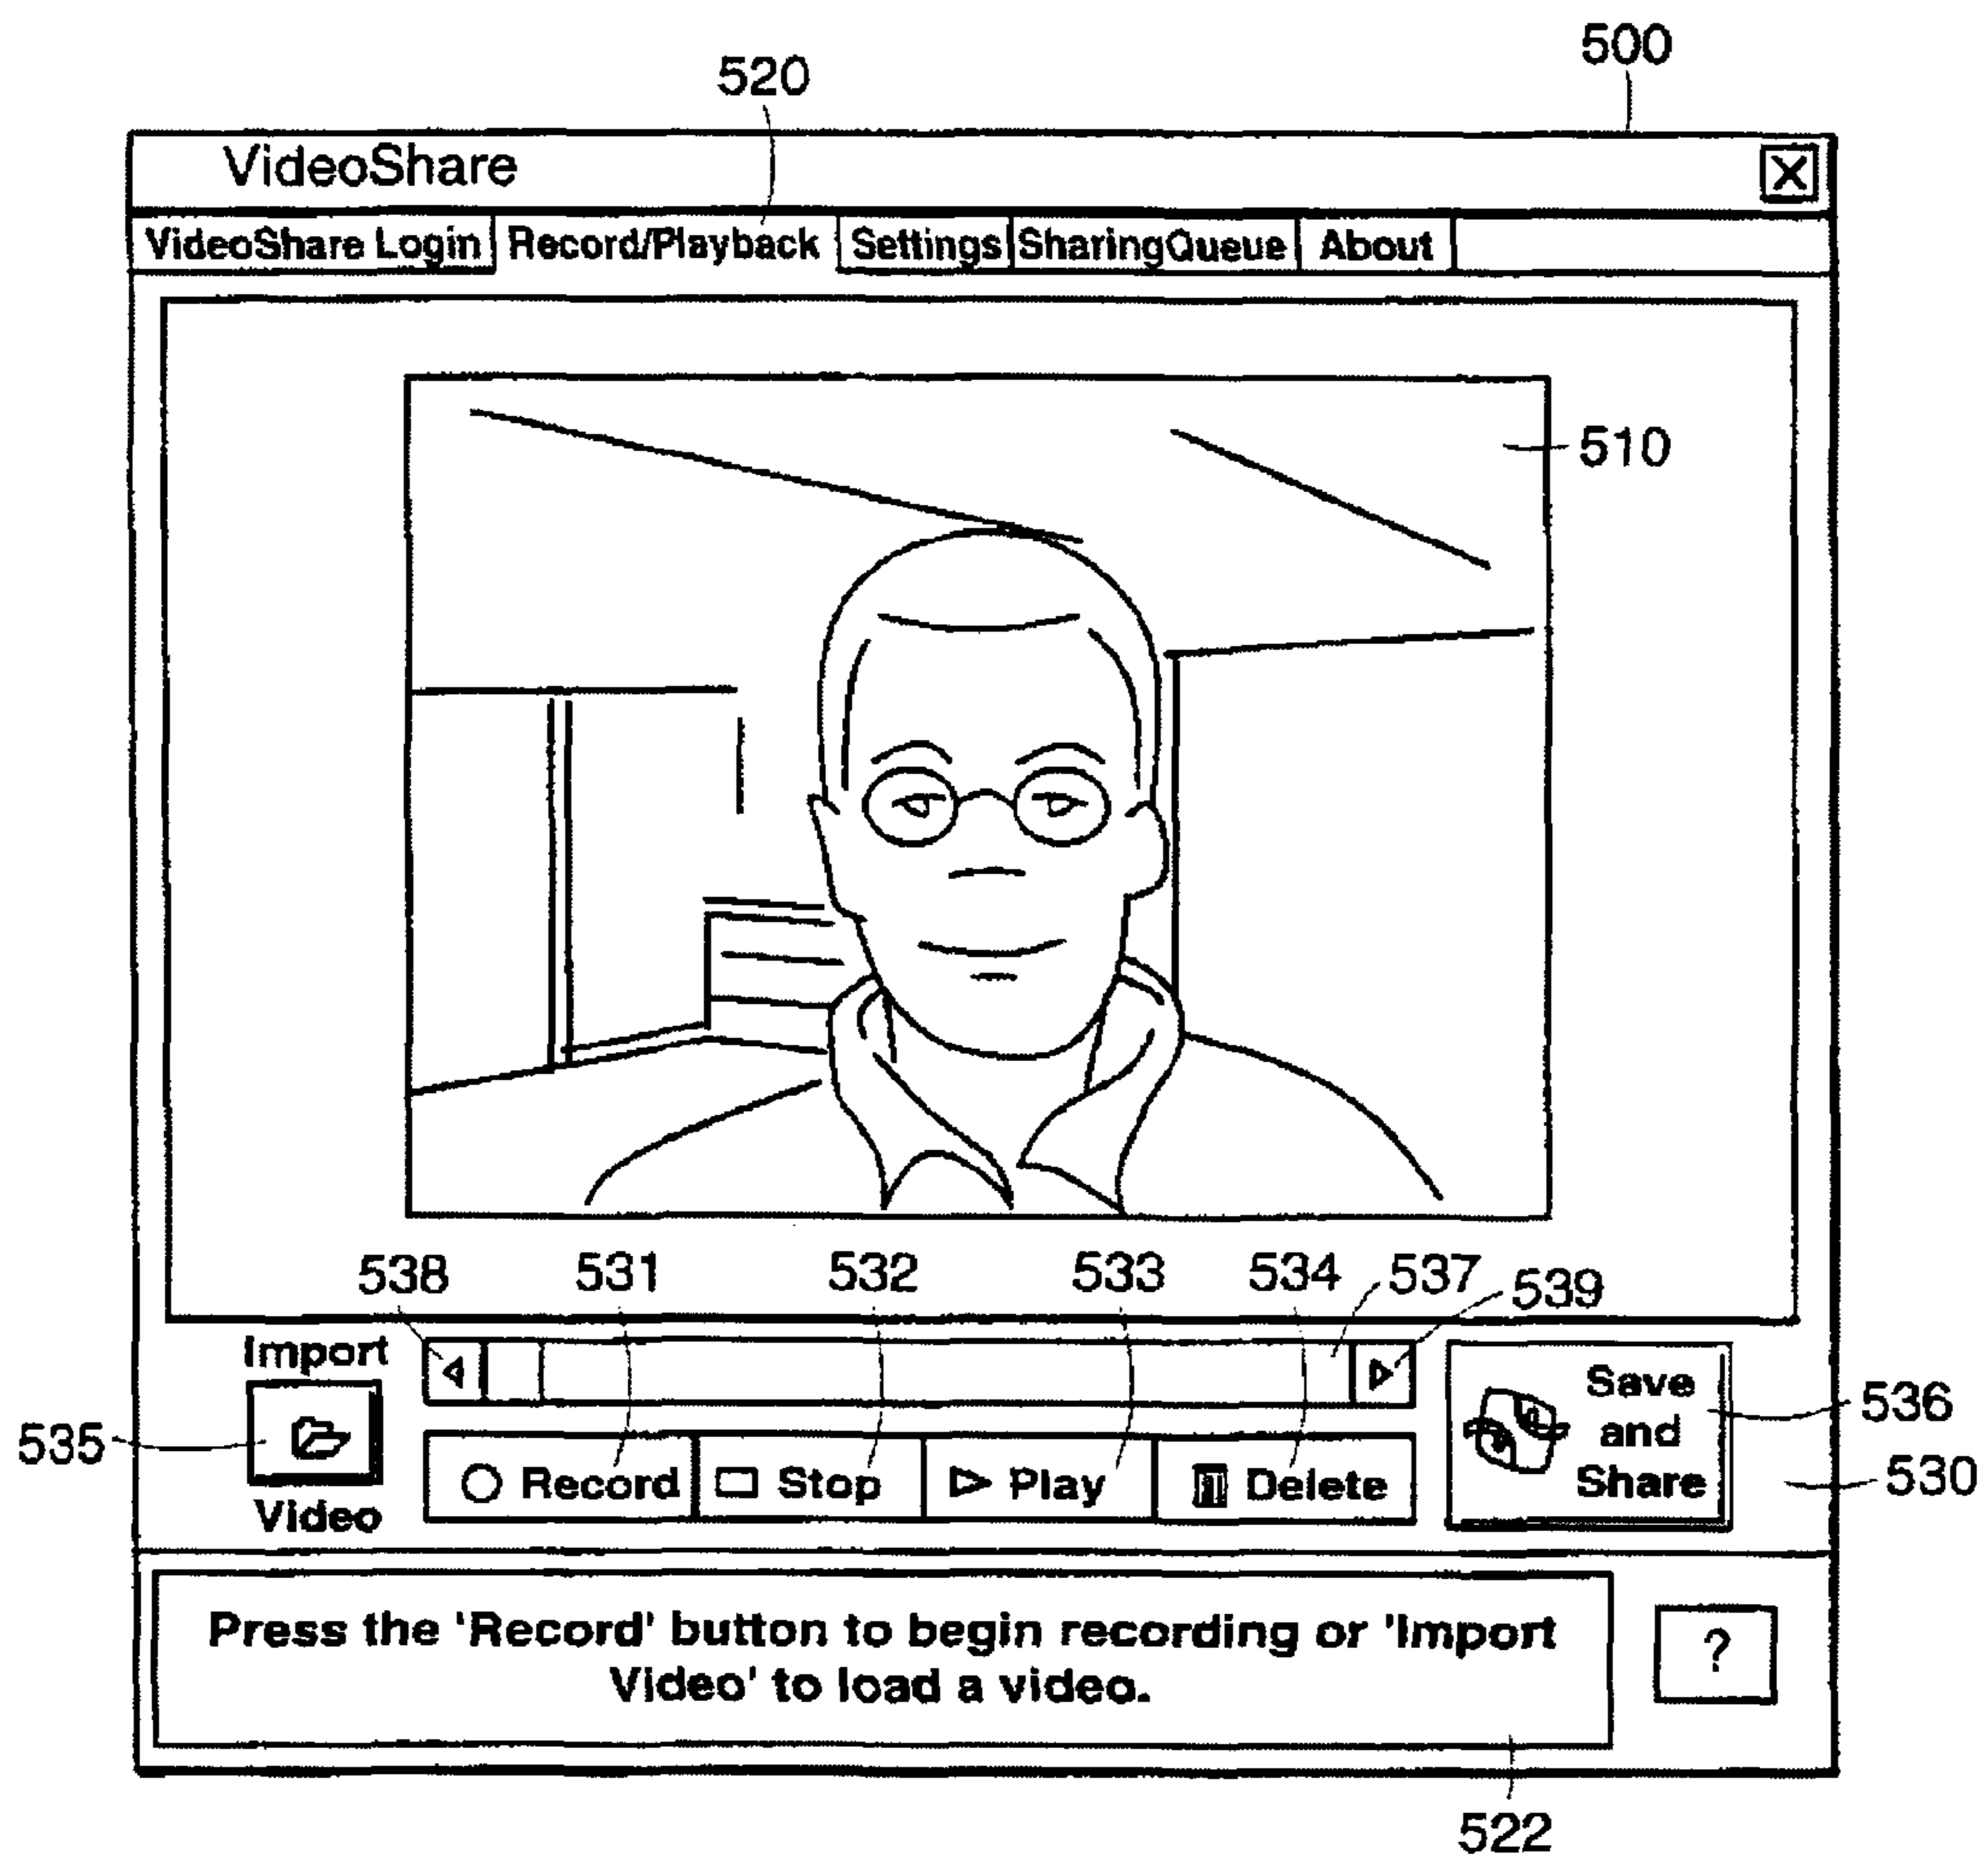 500
520
VideoShare
VideoShare Login Record/Playback Settings SharingQueue About
510
538 531 532 533 534 537 539
Import
Video
535
Record Stop Play Delete
Save
and
Share
536
530
Press the 'Record' button to begin recording or 'Import
Video' to load a video.
?
522